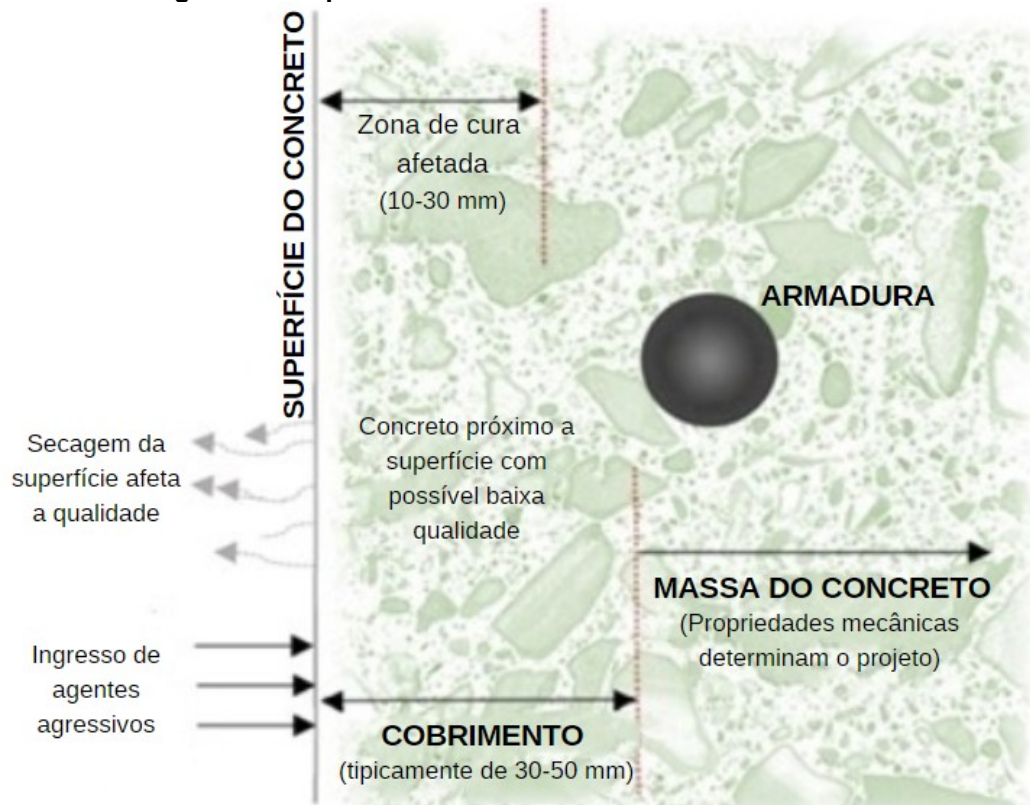 SUPERFÍCIE DO CONCRETO
Zona de cura
afetada
(10-30 mm)
ARMADURA
Secagem da
superfície afeta
a qualidade
Concreto próximo a
superfície com
possível baixa
qualidade
MASSA DO CONCRETO
(Propriedades mecânicas
determinam o projeto)
Ingresso de
agentes
agressivos
COBRIMENTO
(tipicamente de 30-50 mm)